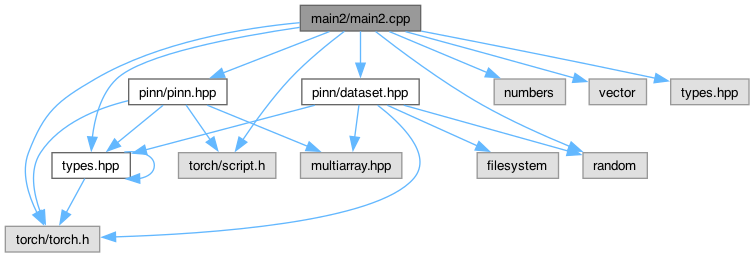 main2/main2.cpp
pinn/pinn.hpp
pinn/dataset.hpp
numbers
vector
types.hpp
types.hpp
torch/script.h
multiarray.hpp
filesystem
random
torch/torch.h